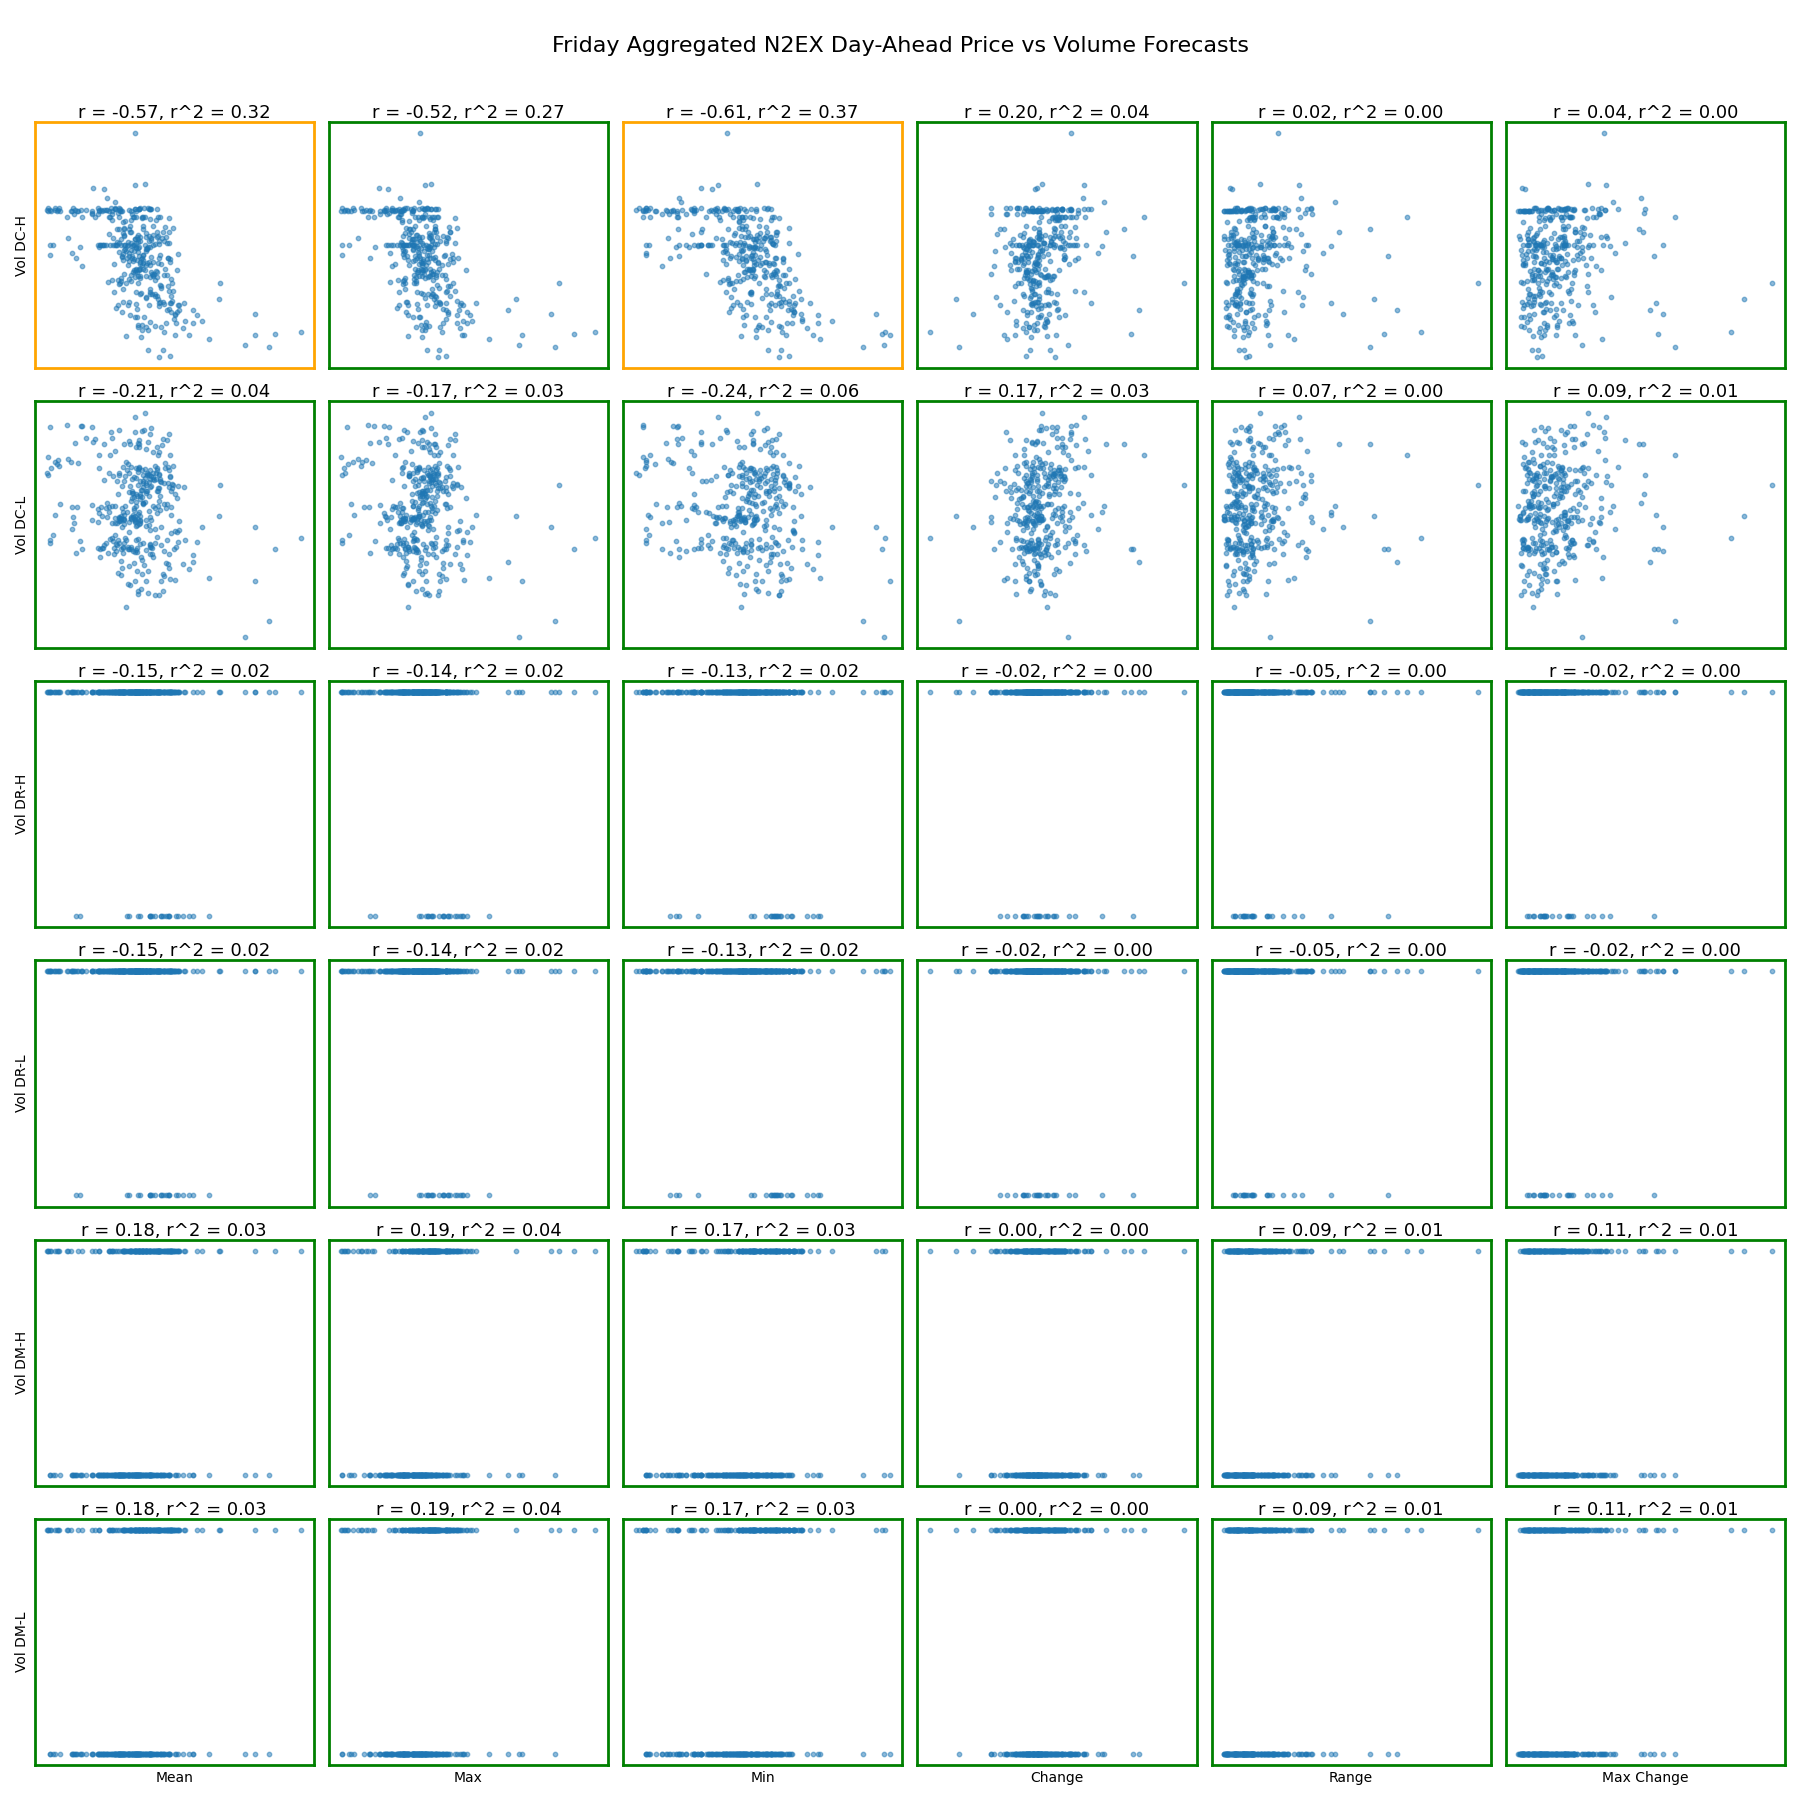 Friday Aggregated N2EX Day-Ahead Price vs Volume Forecasts
r = -0.57, r^2 = 0.32
r = -0.52, r^2 = 0.27
r = -0.61, r^2 = 0.37
r = 0.20, r^2 = 0.04
r = 0.02, r^2 = 0.00
r = 0.04, r^2 = 0.00
Vol DC-H
r = -0.21, r^2 = 0.04
r = -0.17, r^2 = 0.03
r = -0.24, r^2 = 0.06
r = 0.17, r^2 = 0.03
r = 0.07, r^2 = 0.00
r = 0.09, r^2 = 0.01
Vol DC-L
r = -0.15, r^2 = 0.02
r = -0.14, r^2 = 0.02
r = -0.13, r^2 = 0.02
r = -0.02, r^2 = 0.00
r = -0.05, r^2 = 0.00
r = -0.02, r^2 = 0.00
Vol DR-H
r = -0.15, r^2 = 0.02
r = -0.14, r^2 = 0.02
r = -0.13, r^2 = 0.02
r = -0.02, r^2 = 0.00
r = -0.05, r^2 = 0.00
r = -0.02, r^2 = 0.00
Vol DR-L
r = 0.18, r^2 = 0.03
r = 0.19, r^2 = 0.04
r = 0.17, r^2 = 0.03
r = 0.00, r^2 = 0.00
r = 0.09, r^2 = 0.01
r = 0.11, r^2 = 0.01
Vol DM-H
r = 0.18, r^2 = 0.03
r = 0.19, r^2 = 0.04
r = 0.17, r^2 = 0.03
r = 0.00, r^2 = 0.00
r = 0.09, r^2 = 0.01
r = 0.11, r^2 = 0.01
Vol DM-L
Mean
Max
Min
Change
Range
Max Change